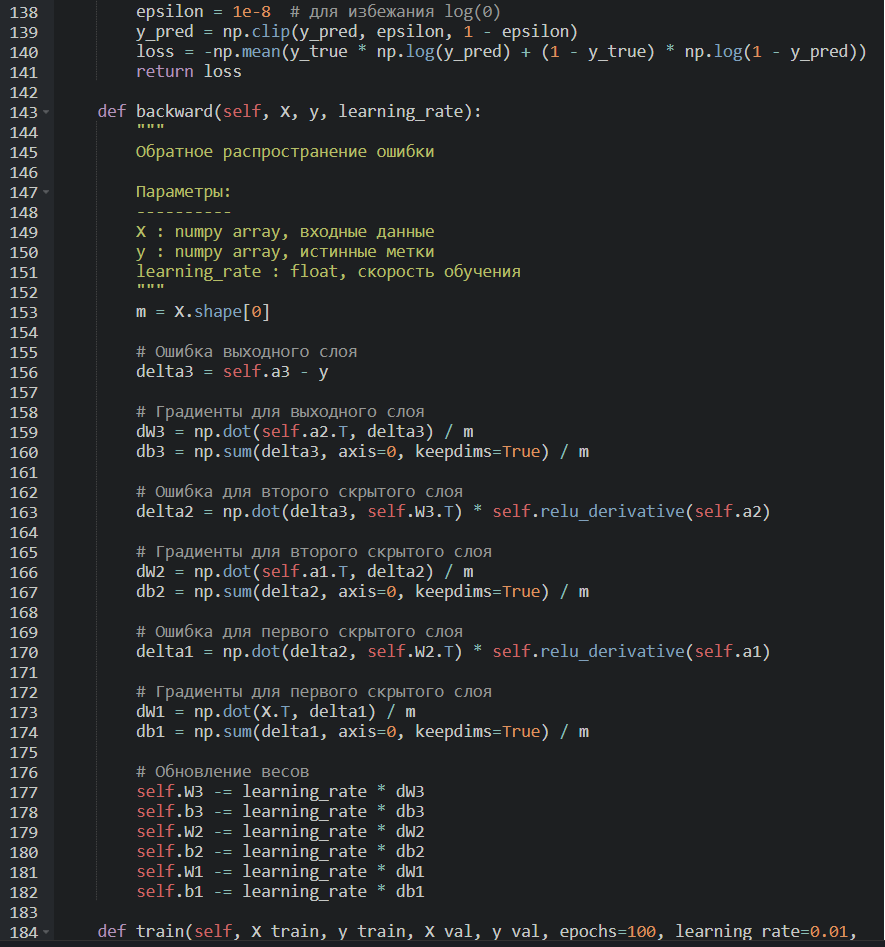 138 epsilon = 1e-8  # для избежания log(0)
139 y_pred = np.clip(y_pred, epsilon, 1 - epsilon)
140 loss = -np.mean(y_true * np.log(y_pred) + (1 - y_true) * np.log(1 - y_pred))
141 return loss
142
143 def backward(self, X, y, learning_rate):
144 """
145 Обратное распространение ошибки
146
147 Параметры:
148 ----------
149 X : numpy array, входные данные
150 y : numpy array, истинные метки
151 learning_rate : float, скорость обучения
152 """
153 m = X.shape[0]
154
155 # Ошибка выходного слоя
156 delta3 = self.a3 - y
157
158 # Градиенты для выходного слоя
159 dW3 = np.dot(self.a2.T, delta3) / m
160 db3 = np.sum(delta3, axis=0, keepdims=True) / m
161
162 # Ошибка для второго скрытого слоя
163 delta2 = np.dot(delta3, self.W3.T) * self.relu_derivative(self.a2)
164
165 # Градиенты для второго скрытого слоя
166 dW2 = np.dot(self.a1.T, delta2) / m
167 db2 = np.sum(delta2, axis=0, keepdims=True) / m
168
169 # Ошибка для первого скрытого слоя
170 delta1 = np.dot(delta2, self.W2.T) * self.relu_derivative(self.a1)
171
172 # Градиенты для первого скрытого слоя
173 dW1 = np.dot(X.T, delta1) / m
174 db1 = np.sum(delta1, axis=0, keepdims=True) / m
175
176 # Обновление весов
177 self.W3 -= learning_rate * dW3
178 self.b3 -= learning_rate * db3
179 self.W2 -= learning_rate * dW2
180 self.b2 -= learning_rate * db2
181 self.W1 -= learning_rate * dW1
182 self.b1 -= learning_rate * db1
183
184 def train(self, X_train, y_train, X_val, y_val, epochs=100, learning_rate=0.01,